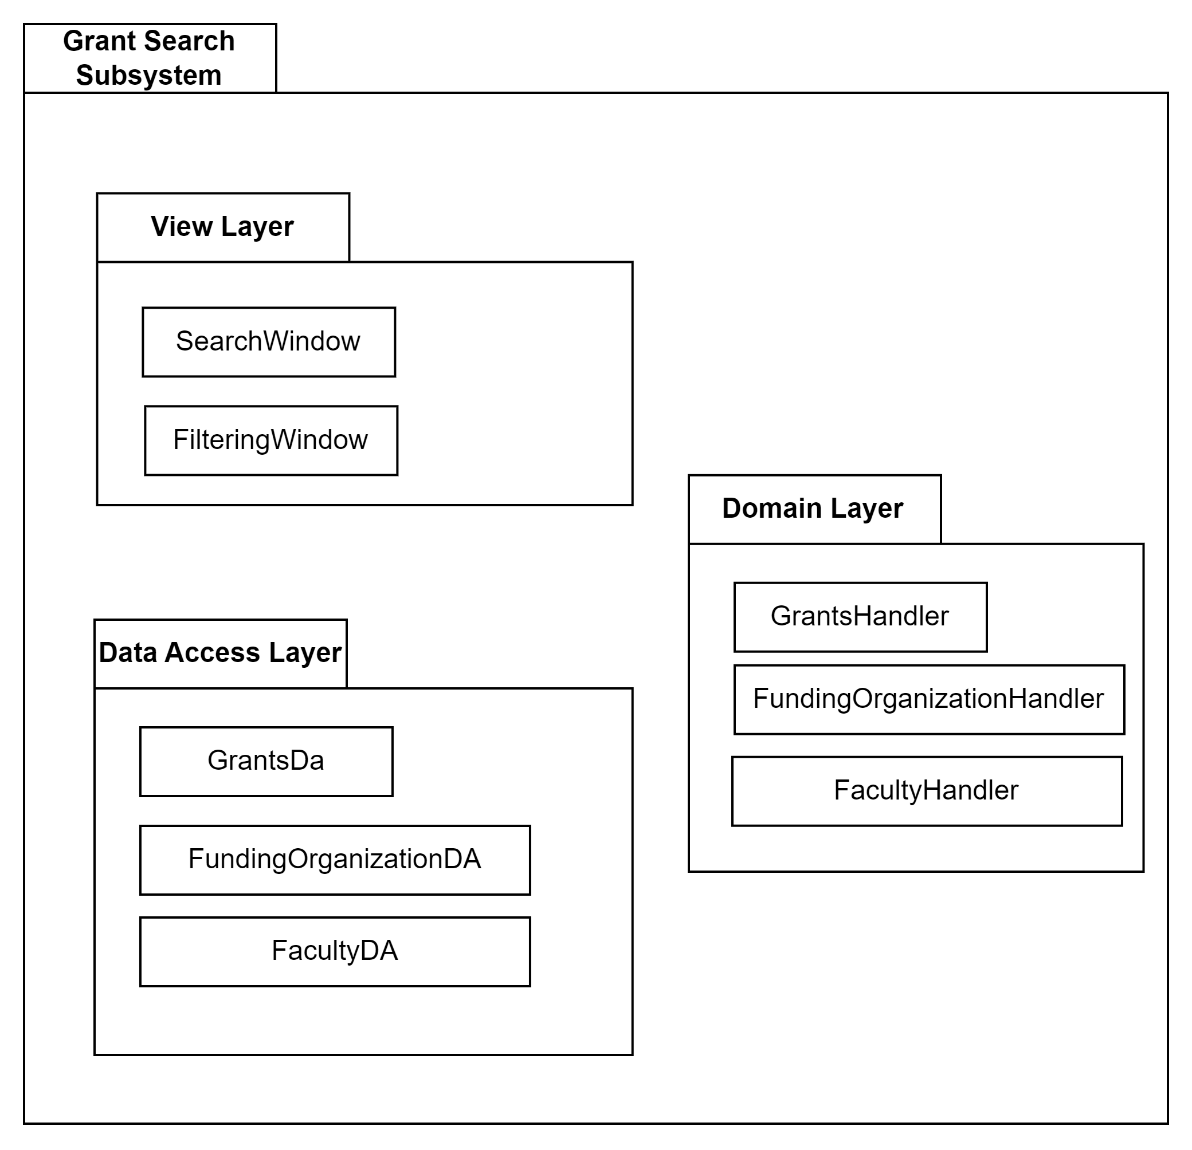 Grant Search
Subsystem
View Layer
SearchWindow
FilteringWindow
Domain Layer
GrantsHandler
FundingOrganizationHandler
FacultyHandler
Data Access Layer
GrantsDa
FundingOrganizationDA
FacultyDA